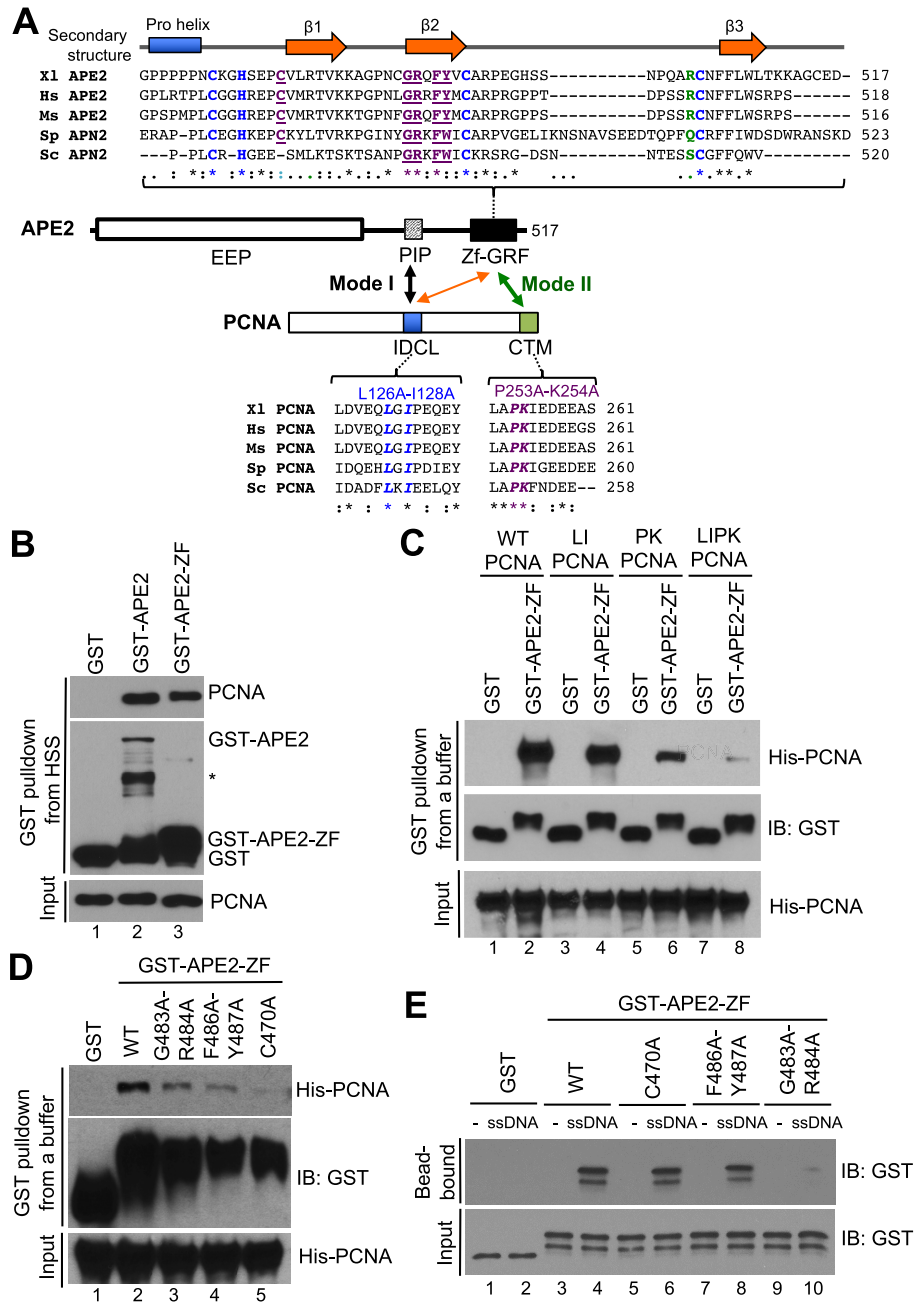 A
Secondary structure
Pro helix
β1
β2
β3
Xl APE2 GPPPPPNCKGHSEPCVLRTVKKAGPNCGRQFYVCARPEGHSS-----------NPQARCNFFLWLTKKAGCED- 517
Hs APE2 GPLRTPLCGGHREPCVMRTVKKPGPNLGRRFYMCARPRGPPT-----------DPSSRCNFFLWSRPS------ 518
Ms APE2 GPSPMPLCGGHREPCVMRTVKKTGPNFGRQFYMCARPRGPPS-----------DPSSRCNFFLWSRPS------ 516
Sp APN2 ERAP-PLCEGHKEPCKYLTVRKPGINYGRKFWICARPVGELIKNSNAVSEEDTQPFQCRFFIWDSDWRANSKD 523
Sc APN2 ---P-PLCRHGEE-SMLKTSKTSANPGRKFWICKRSRGD-SN---------NTESSCGFFQWV------ 520
APE2
EEP
PIP
Zf-GRF
517
Mode I
Mode II
PCNA
IDCL
CTM
L126A-I128A
P253A-K254A
Xl PCNA LDVEQLGIPEQEY LAPKIEDEEAS 261
Hs PCNA LDVEQLGIPEQEY LAPKIEDEEGS 261
Ms PCNA LDVEQLGIPEQEY LAPKIEDEEAS 261
Sp PCNA IDQEHLGIPDIEY LAPKIGEEDEE 260
Sc PCNA IDADFLKIEELQY LAPKFNDEE-- 258
B
GST
GST-APE2
GST-APE2-ZF
GST pulldown from HSS
PCNA
GST-APE2
*
GST-APE2-ZF
GST
Input
PCNA
1 2 3
C
WT PCNA
LI PCNA
PK PCNA
LIPK PCNA
GST
GST-APE2-ZF
GST
GST-APE2-ZF
GST
GST-APE2-ZF
GST
GST-APE2-ZF
GST pulldown from a buffer
His-PCNA
IB: GST
Input
His-PCNA
1 2 3 4 5 6 7 8
D
GST-APE2-ZF
GST
WT
G483A-R484A
F486A-Y487A
C470A
GST pulldown from a buffer
His-PCNA
IB: GST
Input
His-PCNA
1 2 3 4 5
E
GST-APE2-ZF
GST
WT
C470A
F486A-Y487A
G483A-R484A
- ssDNA - ssDNA - ssDNA - ssDNA - ssDNA
Bead-bound
IB: GST
Input
IB: GST
1 2 3 4 5 6 7 8 9 10